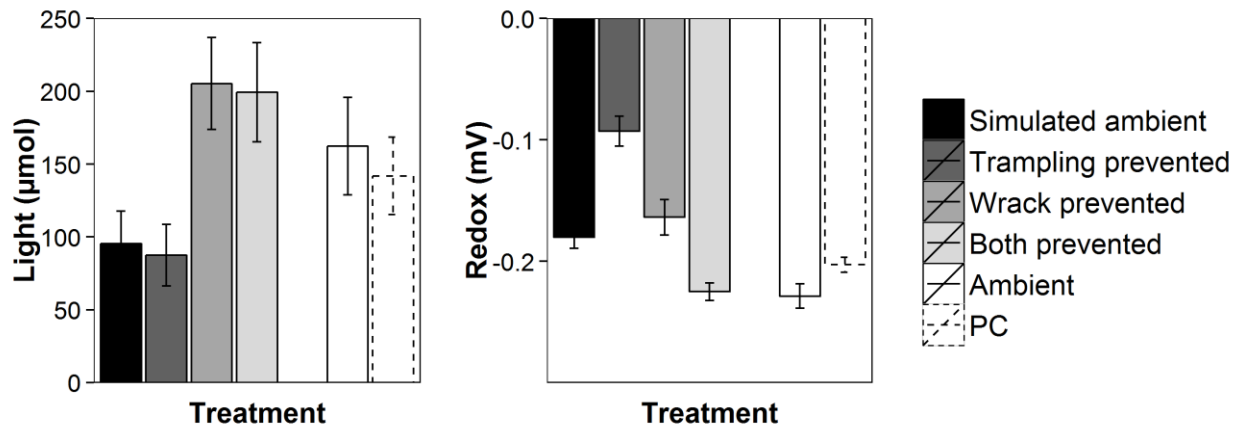 250
200
150
100
50
0
Light (µmol)
Treatment
0.0
-0.1
-0.2
Redox (mV)
Treatment
Simulated ambient
Trampling prevented
Wrack prevented
Both prevented
Ambient
PC